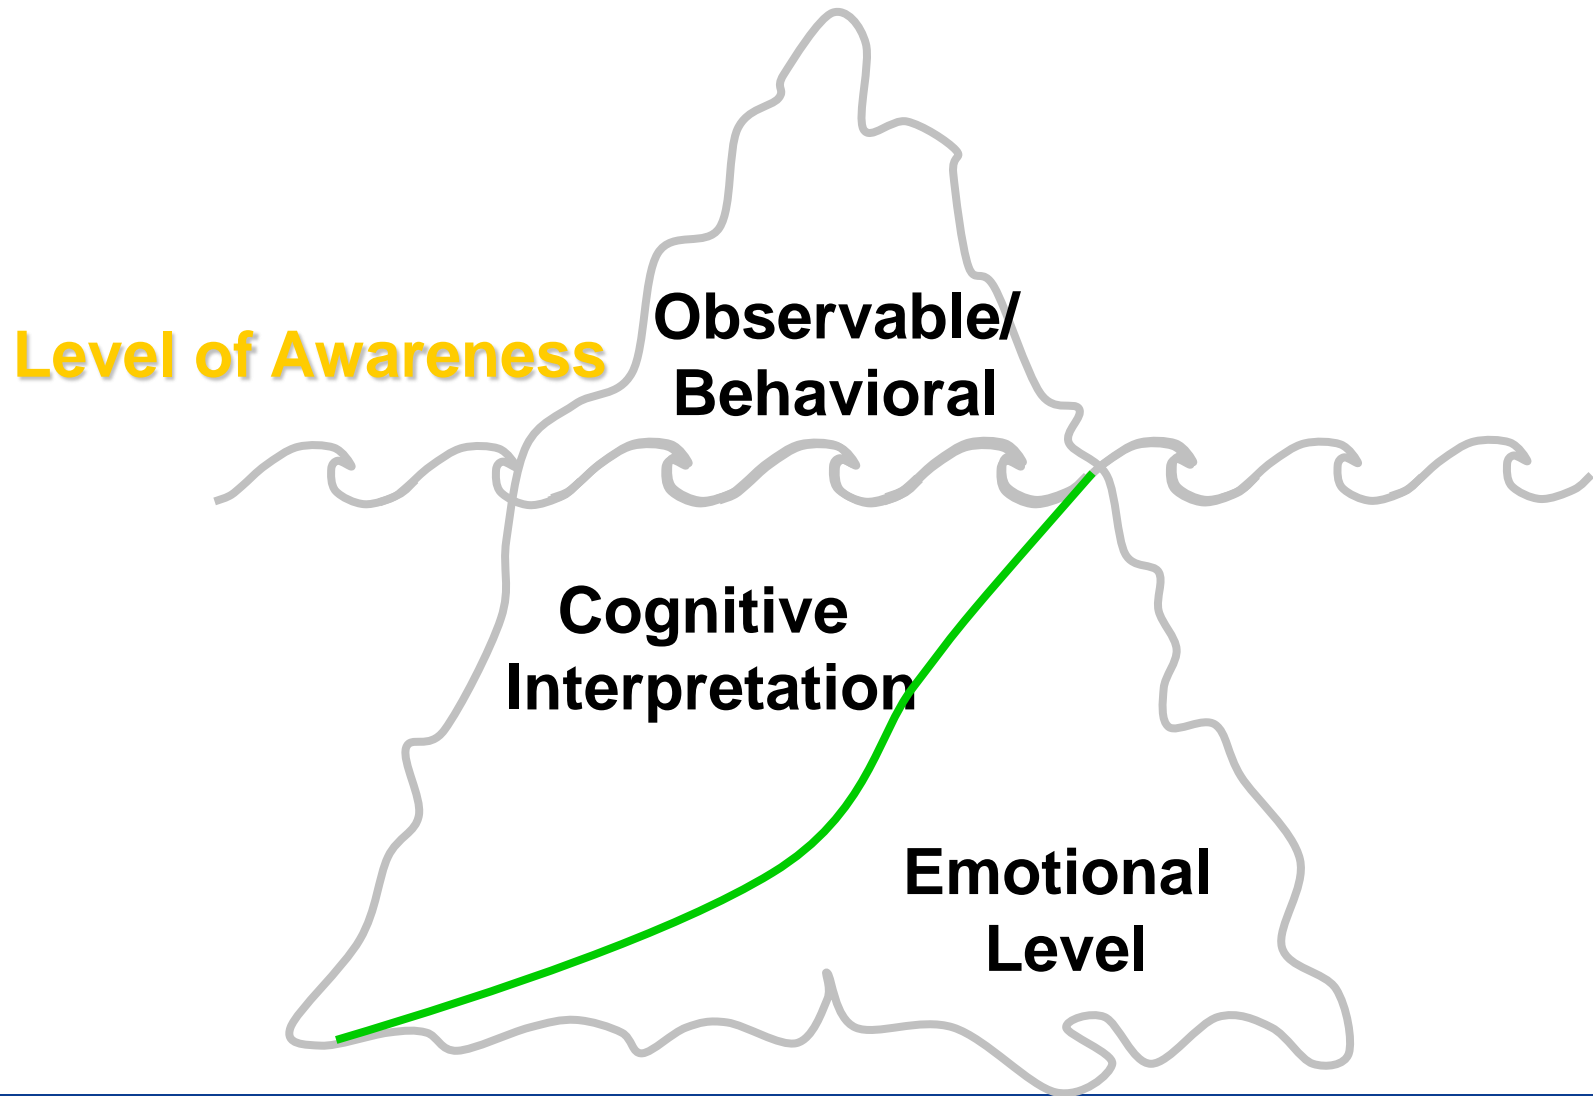 Observable/
Behavioral
Level of Awareness
Cognitive
Interpretation
Emotional
Level